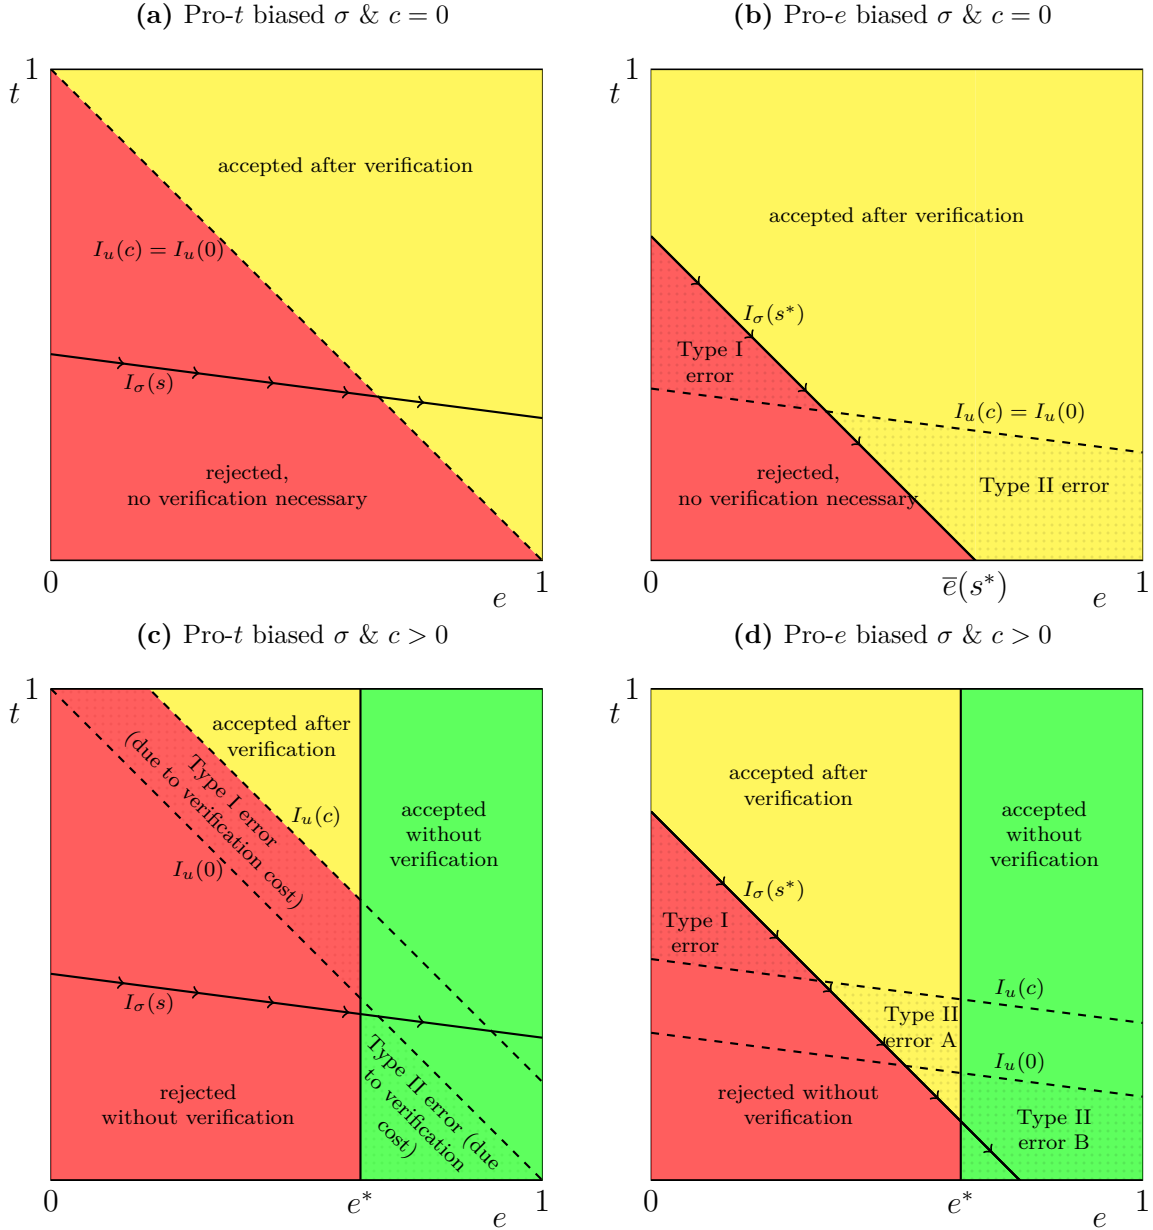 (a) Pro-t biased σ & c = 0
1
t
accepted after verification
I_u(c) = I_u(0)
I_σ(s)
rejected,
no verification necessary
0
e
1
(b) Pro-e biased σ & c = 0
1
t
accepted after verification
I_σ(s*)
Type I
error
I_u(c) = I_u(0)
rejected,
no verification necessary
Type II error
0
e̅(s*)
e
1
(c) Pro-t biased σ & c > 0
1
t
accepted after
verification
Type I error
(due to verification cost)
I_u(c)
I_u(0)
accepted
without
verification
I_σ(s)
rejected
without verification
Type II error (due
to verification
cost)
0
e*
e
1
(d) Pro-e biased σ & c > 0
1
t
accepted after
verification
accepted
without
verification
I_σ(s*)
Type I
error
I_u(c)
Type II
error A
I_u(0)
rejected without
verification
Type II
error B
0
e*
e
1